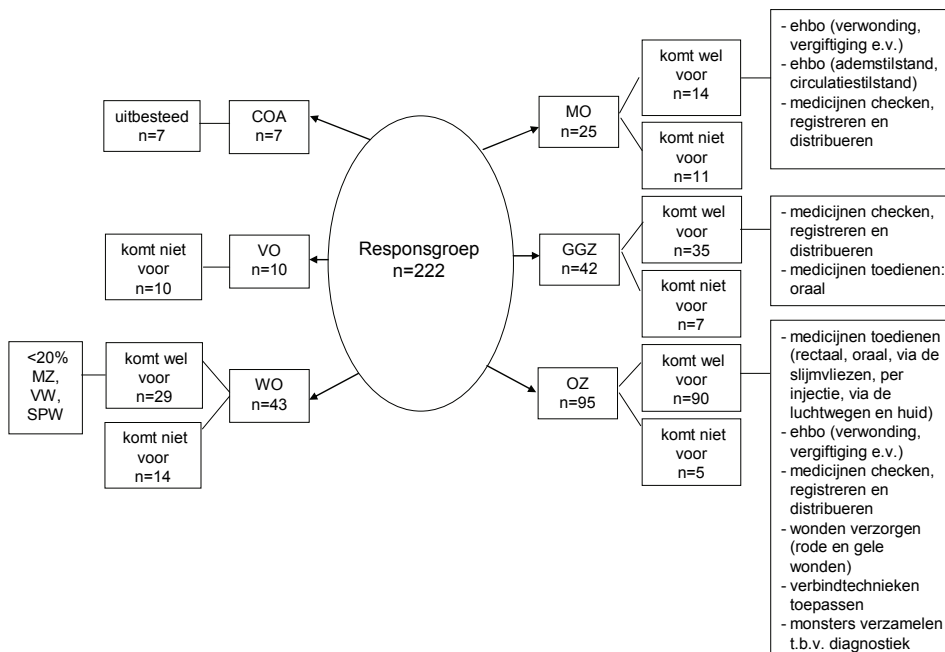 uitbesteed
n=7
COA
n=7
komt niet
voor
n=10
VO
n=10
<20%
MZ,
VW,
SPW
komt wel
voor
n=29
komt niet
voor
n=14
WO
n=43
Responsgroep
n=222
MO
n=25
komt wel
voor
n=14
komt niet
voor
n=11
- ehbo (verwonding,
vergiftiging e.v.)
- ehbo (ademstilstand,
circulatiestilstand)
- medicijnen checken,
registreren en
distribueren
GGZ
n=42
komt wel
voor
n=35
komt niet
voor
n=7
- medicijnen checken,
registreren en
distribueren
- medicijnen toedienen:
oraal
OZ
n=95
komt wel
voor
n=90
komt niet
voor
n=5
- medicijnen toedienen
(rectaal, oraal, via de
slijmvliezen, per
injectie, via de
luchtwegen en huid)
- ehbo (verwonding,
vergiftiging e.v.)
- medicijnen checken,
registreren en
distribueren
- wonden verzorgen
(rode en gele
wonden)
- verbindtechnieken
toepassen
- monsters verzamelen
t.b.v. diagnostiek